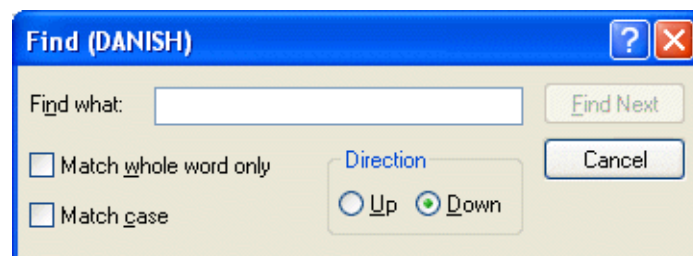 Find (DANISH)
Find what:
Find Next
Match whole word only
Direction
Cancel
Match case
Up
Down